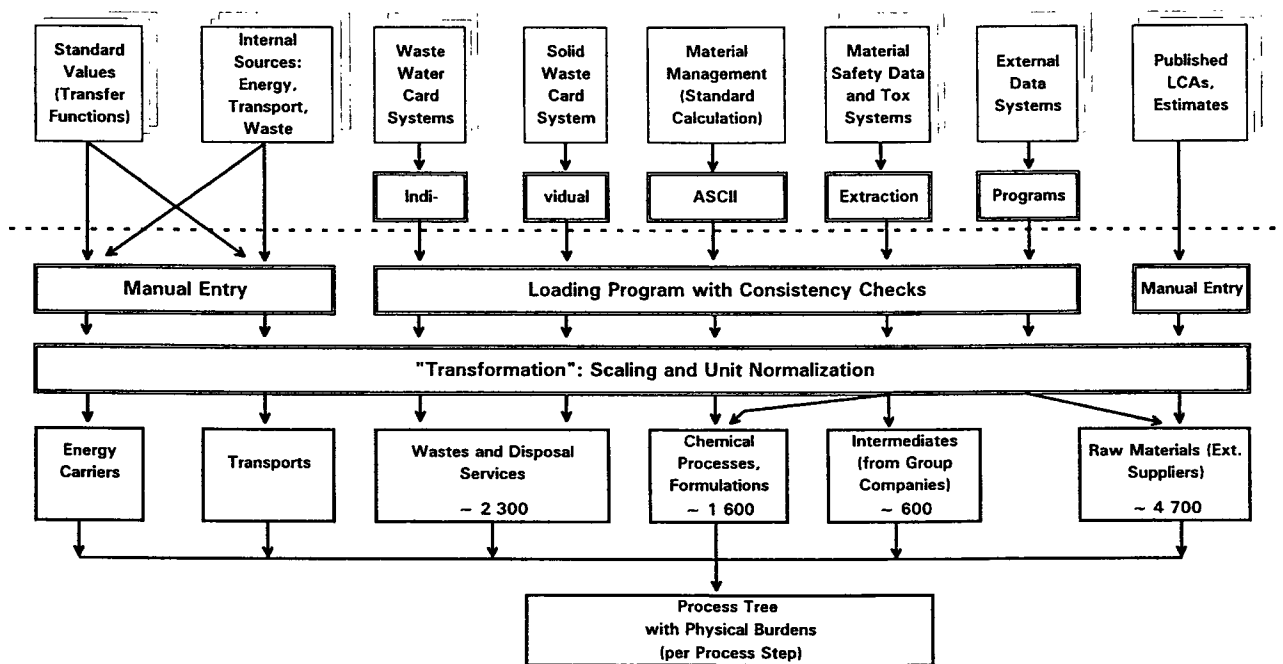 Standard
Values
(Transfer
Functions)
Internal
Sources:
Energy,
Transport,
Waste
Waste
Water
Card
Systems
Solid
Waste
Card
System
Material
Management
(Standard
Calculation)
Material
Safety Data
and Tox
Systems
External
Data
Systems
Published
LCAs,
Estimates
Indi-
vidual
ASCII
Extraction
Programs
Manual Entry
Loading Program with Consistency Checks
Manual Entry
"Transformation": Scaling and Unit Normalization
Energy
Carriers
Transports
Wastes and Disposal
Services
~ 2 300
Chemical
Processes,
Formulations
~ 1 600
Intermediates
(from Group
Companies)
~ 600
Raw Materials (Ext.
Suppliers)
~ 4 700
Process Tree
with Physical Burdens
(per Process Step)